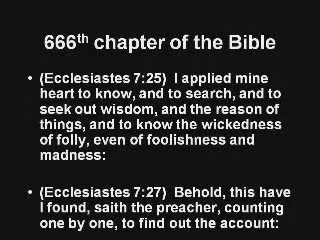 666th chapter of the Bible
• (Ecclesiastes 7:25)  I applied mine
heart to know, and to search, and to
seek out wisdom, and the reason of
things, and to know the wickedness
of folly, even of foolishness and
madness:
• (Ecclesiastes 7:27)  Behold, this have
I found, saith the preacher, counting
one by one, to find out the account: